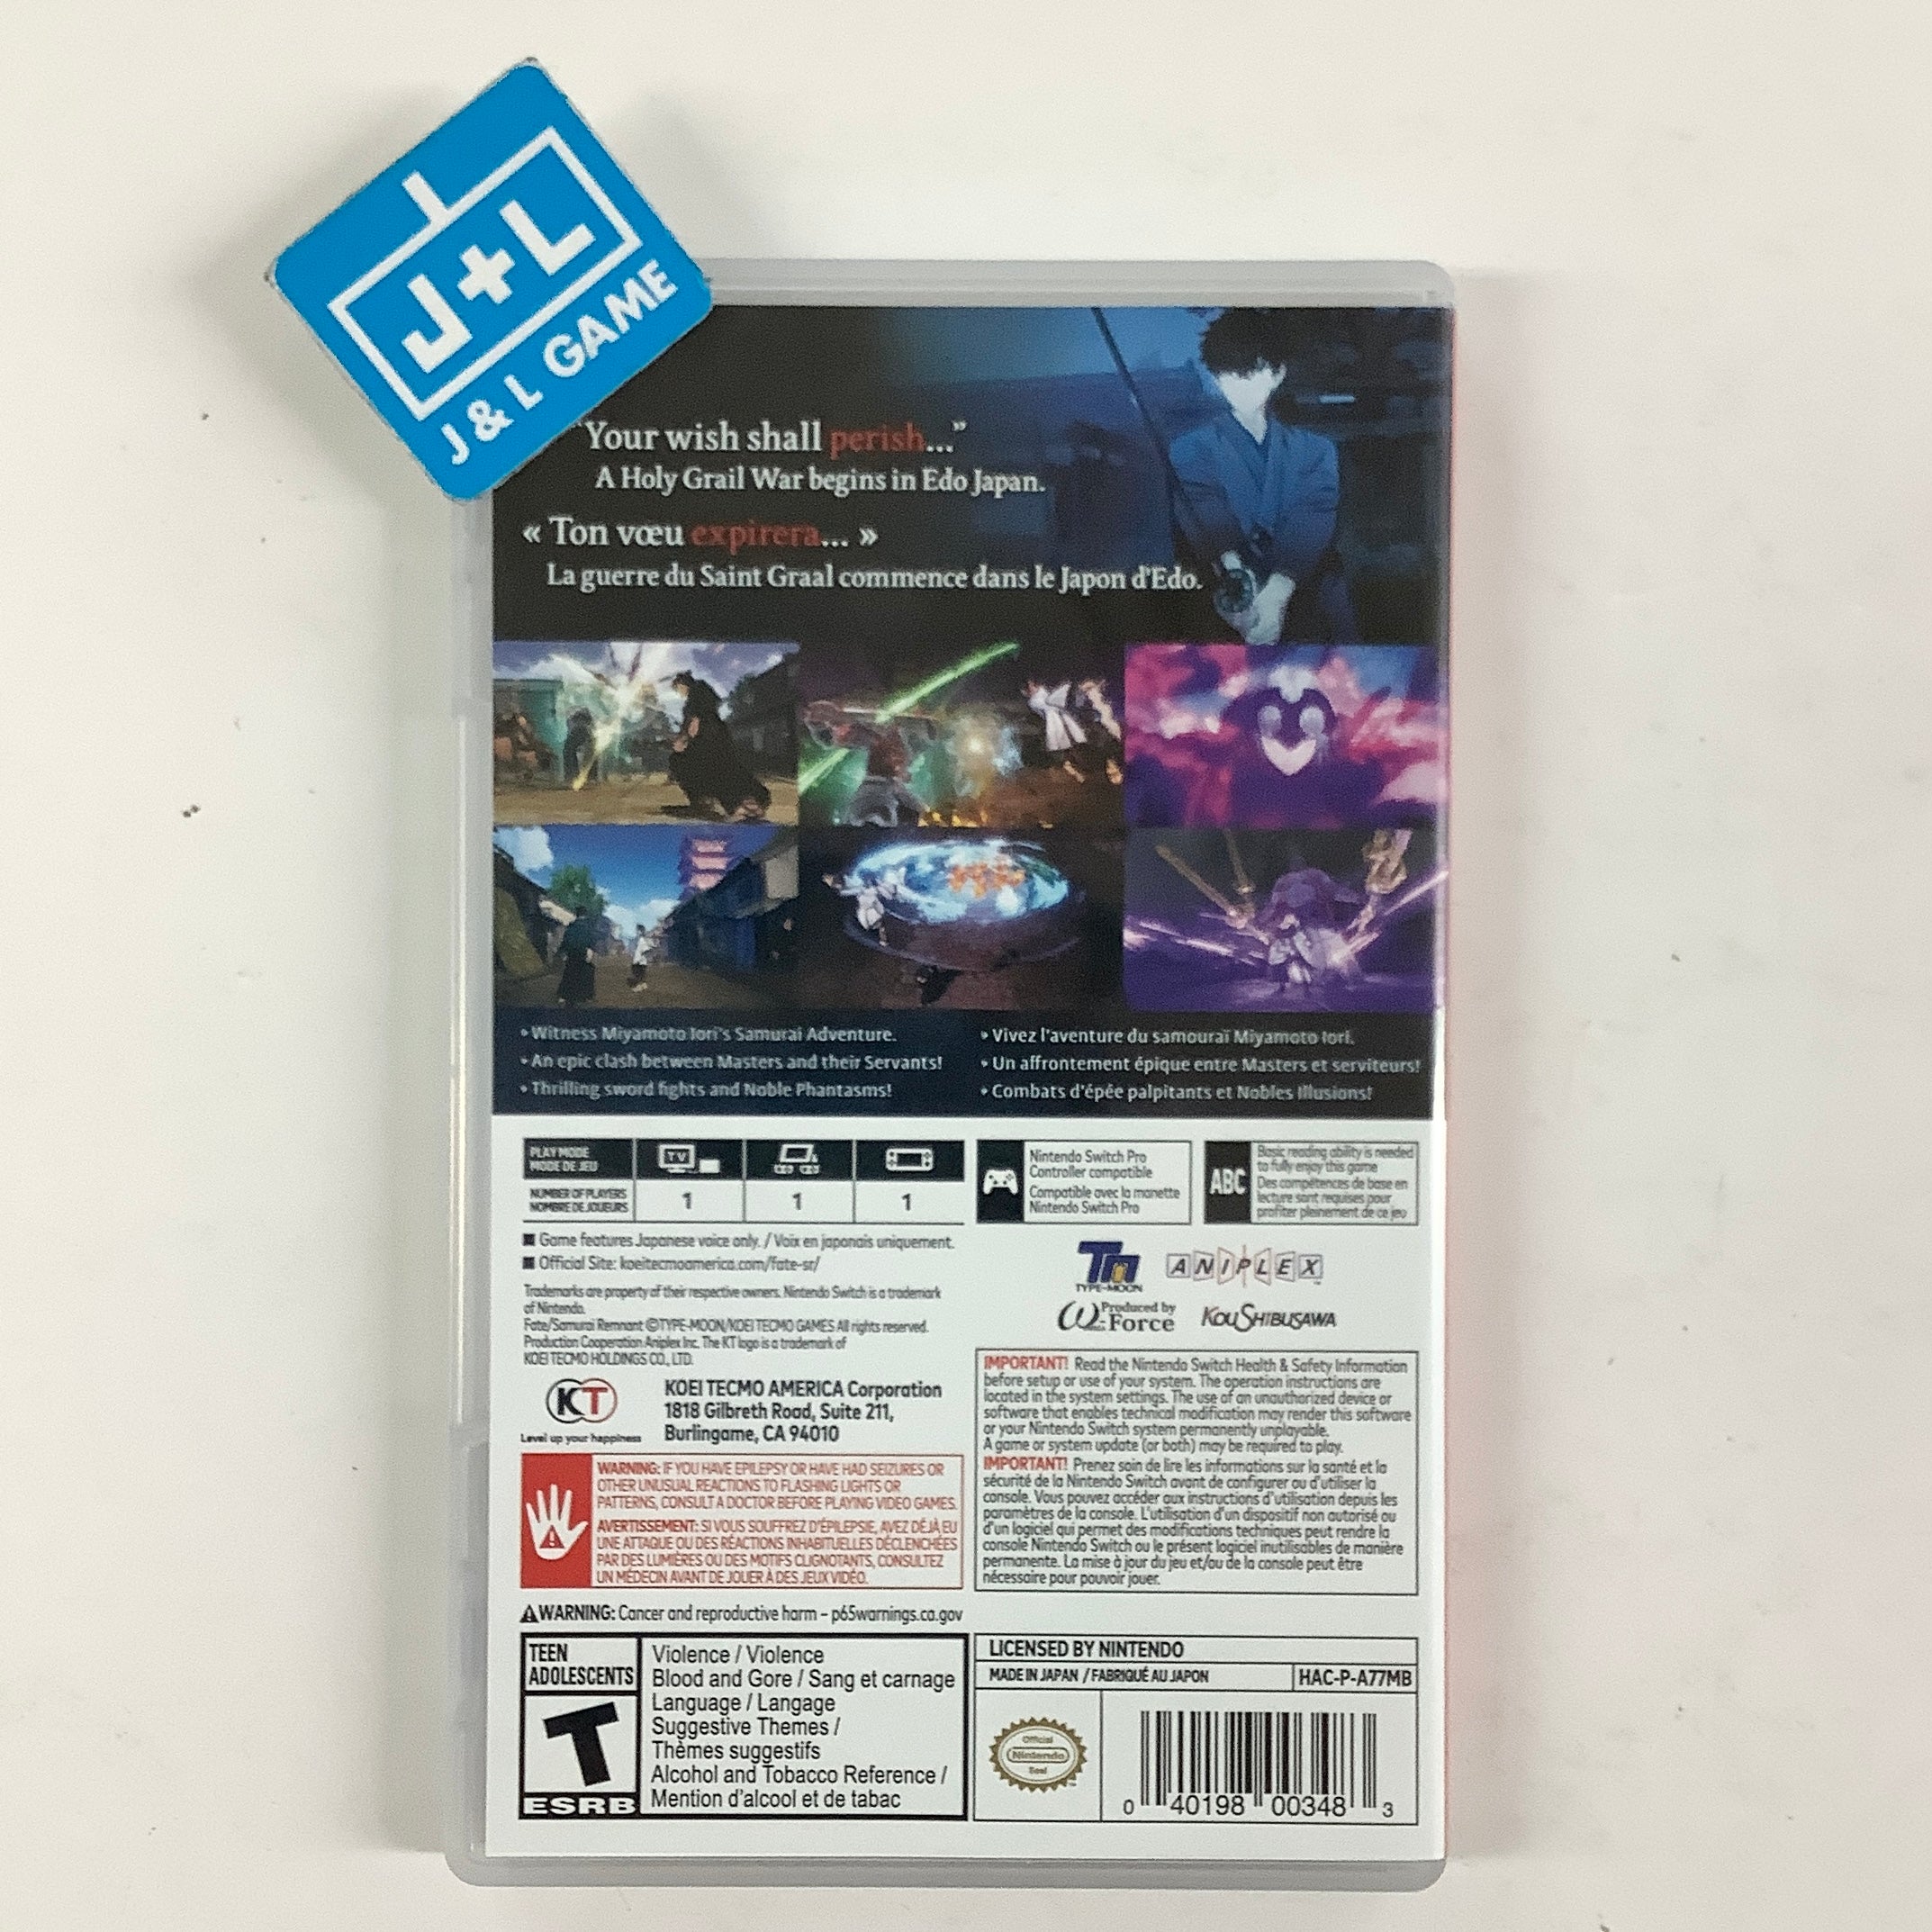 J+L
J & L GAME
"Your wish shall perish..."
A Holy Grail War begins in Edo Japan.
« Ton vœu expirera... »
La guerre du Saint Graal commence dans le Japon d'Edo.
• Witness Miyamoto Iori's Samurai Adventure.
• An epic clash between Masters and their Servants!
• Thrilling sword fights and Noble Phantasms!
• Vivez l'aventure du samouraï Miyamoto Iori.
• Un affrontement épique entre Masters et serviteurs!
• Combats d'épée palpitants et Nobles Illusions!
PLAY MODE
MODE DE JEU
TV
NUMBER OF PLAYERS
NOMBRE DE JOUEURS
1 1 1
Nintendo Switch Pro
Controller compatible
Compatible avec la manette
Nintendo Switch Pro
ABC
Basic reading ability is needed
to fully enjoy this game
Des compétences de base en
lecture sont requises pour
profiter pleinement de ce jeu
■ Game features Japanese voice only. / Voix en japonais uniquement.
■ Official Site: koeitecmoamerica.com/fate-sr/
Trademarks are property of their respective owners. Nintendo Switch is a trademark
of Nintendo.
Fate/Samurai Remnant ©TYPE-MOON/KOEI TECMO GAMES All rights reserved.
Production Cooperation Aniplex Inc. The KT logo is a trademark of
KOEI TECMO HOLDINGS CO., LTD.
TM
TYPE-MOON
ANIPLEX
Produced by
ω-Force
KOU SHIBUSAWA
KT
Level up your happiness
KOEI TECMO AMERICA Corporation
1818 Gilbreth Road, Suite 211,
Burlingame, CA 94010
WARNING: IF YOU HAVE EPILEPSY OR HAVE HAD SEIZURES OR
OTHER UNUSUAL REACTIONS TO FLASHING LIGHTS OR
PATTERNS, CONSULT A DOCTOR BEFORE PLAYING VIDEO GAMES.
AVERTISSEMENT: SI VOUS SOUFFREZ D'ÉPILEPSIE, AVEZ DÉJÀ EU
UNE ATTAQUE OU DES RÉACTIONS INHABITUELLES DÉCLENCHÉES
PAR DES LUMIÈRES OU DES MOTIFS CLIGNOTANTS, CONSULTEZ
UN MÉDECIN AVANT DE JOUER À DES JEUX VIDÉO.
IMPORTANT! Read the Nintendo Switch Health & Safety Information
before setup or use of your system. The operation instructions are
located in the system settings. The use of an unauthorized device or
software that enables technical modification may render this software
or your Nintendo Switch system permanently unplayable.
A game or system update (or both) may be required to play.
IMPORTANT! Prenez soin de lire les informations sur la santé et la
sécurité de la Nintendo Switch avant de configurer ou d'utiliser la
console. Vous pouvez accéder aux instructions d'utilisation depuis les
paramètres de la console. L'utilisation d'un dispositif non autorisé ou
d'un logiciel qui permet des modifications techniques peut rendre la
console Nintendo Switch ou le présent logiciel inutilisables de manière
permanente. La mise à jour du jeu et/ou de la console peut être
nécessaire pour pouvoir jouer.
⚠WARNING: Cancer and reproductive harm – p65warnings.ca.gov
TEEN
ADOLESCENTS
T
ESRB
Violence / Violence
Blood and Gore / Sang et carnage
Language / Langage
Suggestive Themes /
Thèmes suggestifs
Alcohol and Tobacco Reference /
Mention d'alcool et de tabac
LICENSED BY NINTENDO
MADE IN JAPAN / FABRIQUÉ AU JAPON
HAC-P-A77MB
Official
Nintendo
Seal
0 40198 00348 3